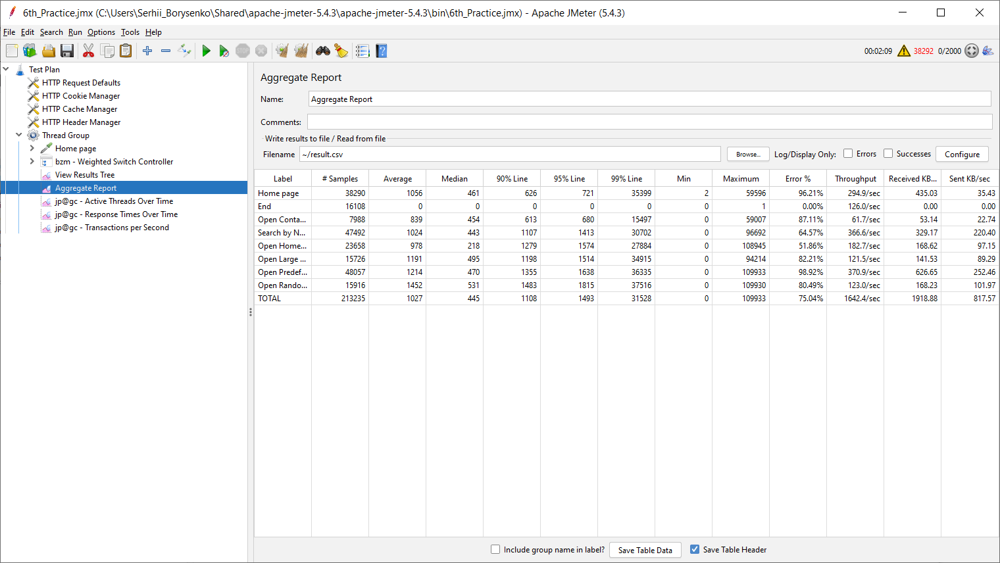 6th_Practice.jmx (C:\Users\Serhii_Borysenko\Shared\apache-jmeter-5.4.3\apache-jmeter-5.4.3\bin\6th_Practice.jmx) - Apache JMeter (5.4.3)
File Edit Search Run Options Tools Help
STOP 00:02:09 38292 0/2000
Test Plan
HTTP Request Defaults
HTTP Cookie Manager
HTTP Cache Manager
HTTP Header Manager
Thread Group
Home page
bzm - Weighted Switch Controller
View Results Tree
Aggregate Report
jp@gc - Active Threads Over Time
jp@gc - Response Times Over Time
jp@gc - Transactions per Second
Aggregate Report
Name: Aggregate Report
Comments:
Write results to file / Read from file
Filename ~/result.csv Browse... Log/Display Only: Errors Successes Configure
Label # Samples Average Median 90% Line 95% Line 99% Line Min Maximum Error % Throughput Received KB... Sent KB/sec
Home page 38290 1056 461 626 721 35399 2 59596 96.21% 294.9/sec 435.03 35.43
End 16108 0 0 0 0 0 0 1 0.00% 126.0/sec 0.00 0.00
Open Conta... 7988 839 454 613 680 15497 0 59007 87.11% 61.7/sec 53.14 22.74
Search by N... 47492 1024 443 1107 1413 30702 0 96692 64.57% 366.6/sec 329.17 220.40
Open Home... 23658 978 218 1279 1574 27884 0 108945 51.86% 182.7/sec 168.62 97.15
Open Large ... 15726 1191 495 1198 1514 34915 0 94214 82.21% 121.5/sec 141.53 89.29
Open Predef... 48057 1214 470 1355 1638 36335 0 109933 98.92% 370.9/sec 626.65 252.46
Open Rando... 15916 1452 531 1483 1815 37516 0 109930 80.49% 123.0/sec 168.23 101.97
TOTAL 213235 1027 445 1108 1493 31528 0 109933 75.04% 1642.4/sec 1918.88 817.57
Include group name in label? Save Table Data Save Table Header